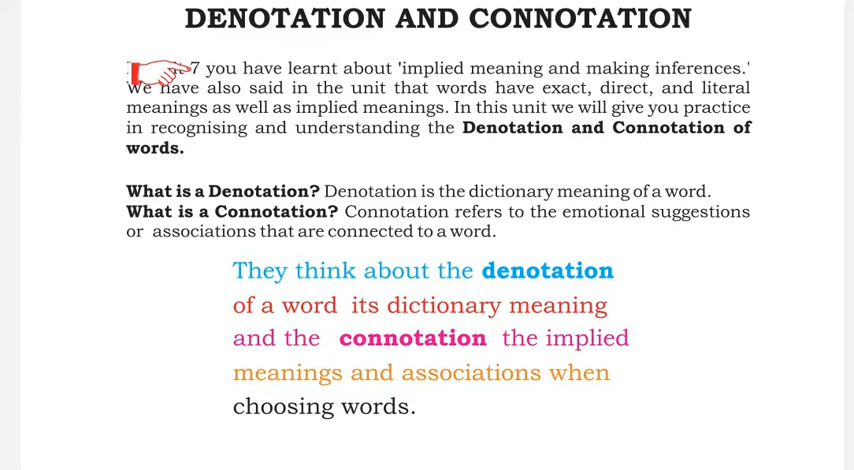 DENOTATION AND CONNOTATION
7 you have learnt about 'implied meaning and making inferences.'
We have also said in the unit that words have exact, direct, and literal
meanings as well as implied meanings. In this unit we will give you practice
in recognising and understanding the Denotation and Connotation of
words.
What is a Denotation? Denotation is the dictionary meaning of a word.
What is a Connotation? Connotation refers to the emotional suggestions
or associations that are connected to a word.
They think about the denotation
of a word its dictionary meaning
and the connotation the implied
meanings and associations when
choosing words.